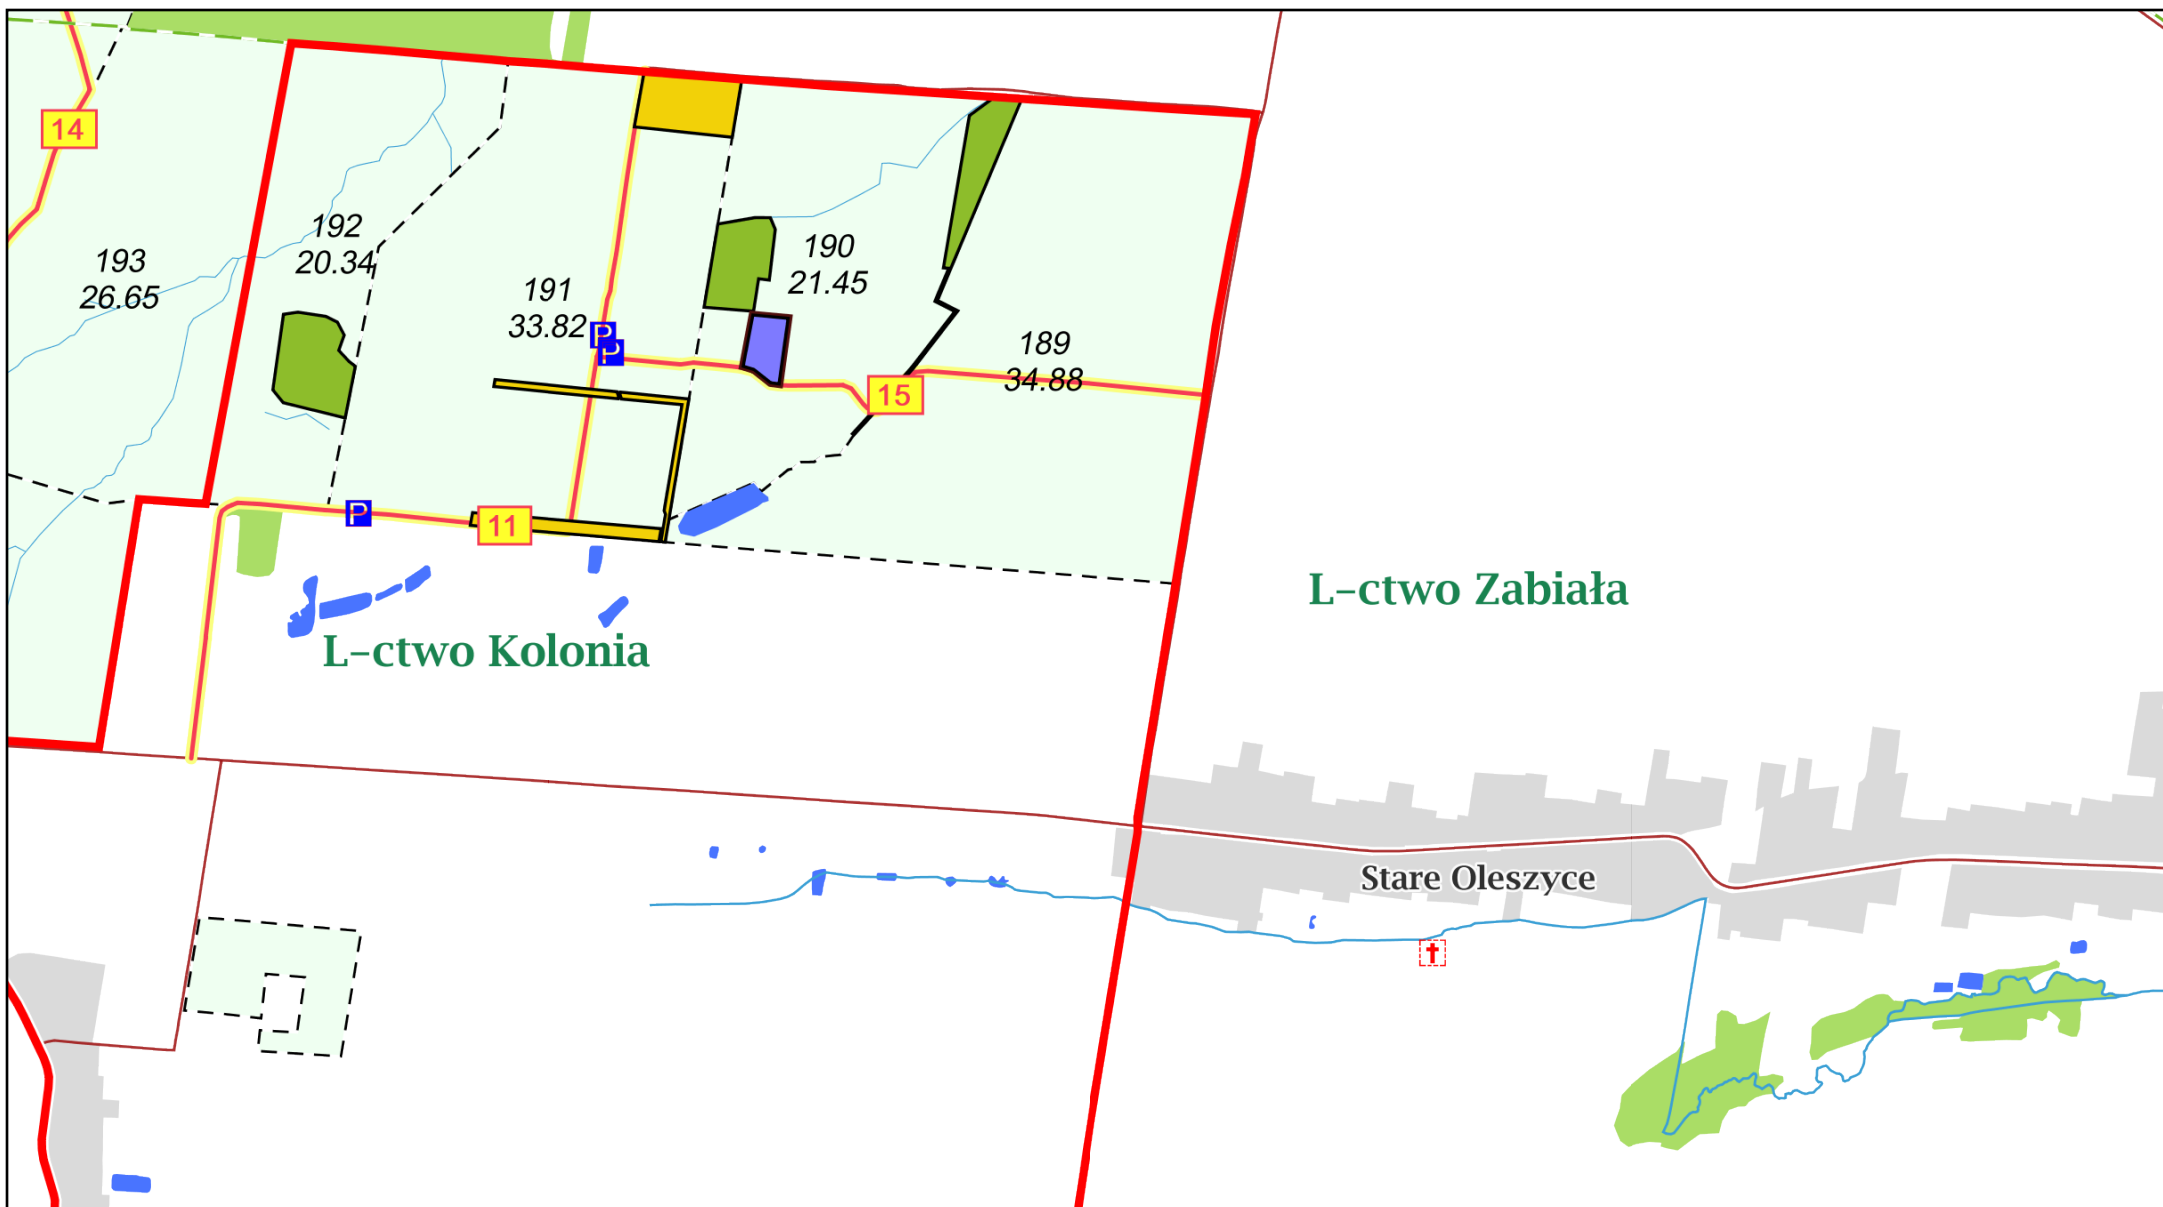 14
192
20.34
193
26.65
191
33.82
190
21.45
189
34.88
P
P
15
P
11
L-ctwo Zabiała
L-ctwo Kolonia
Stare Oleszyce